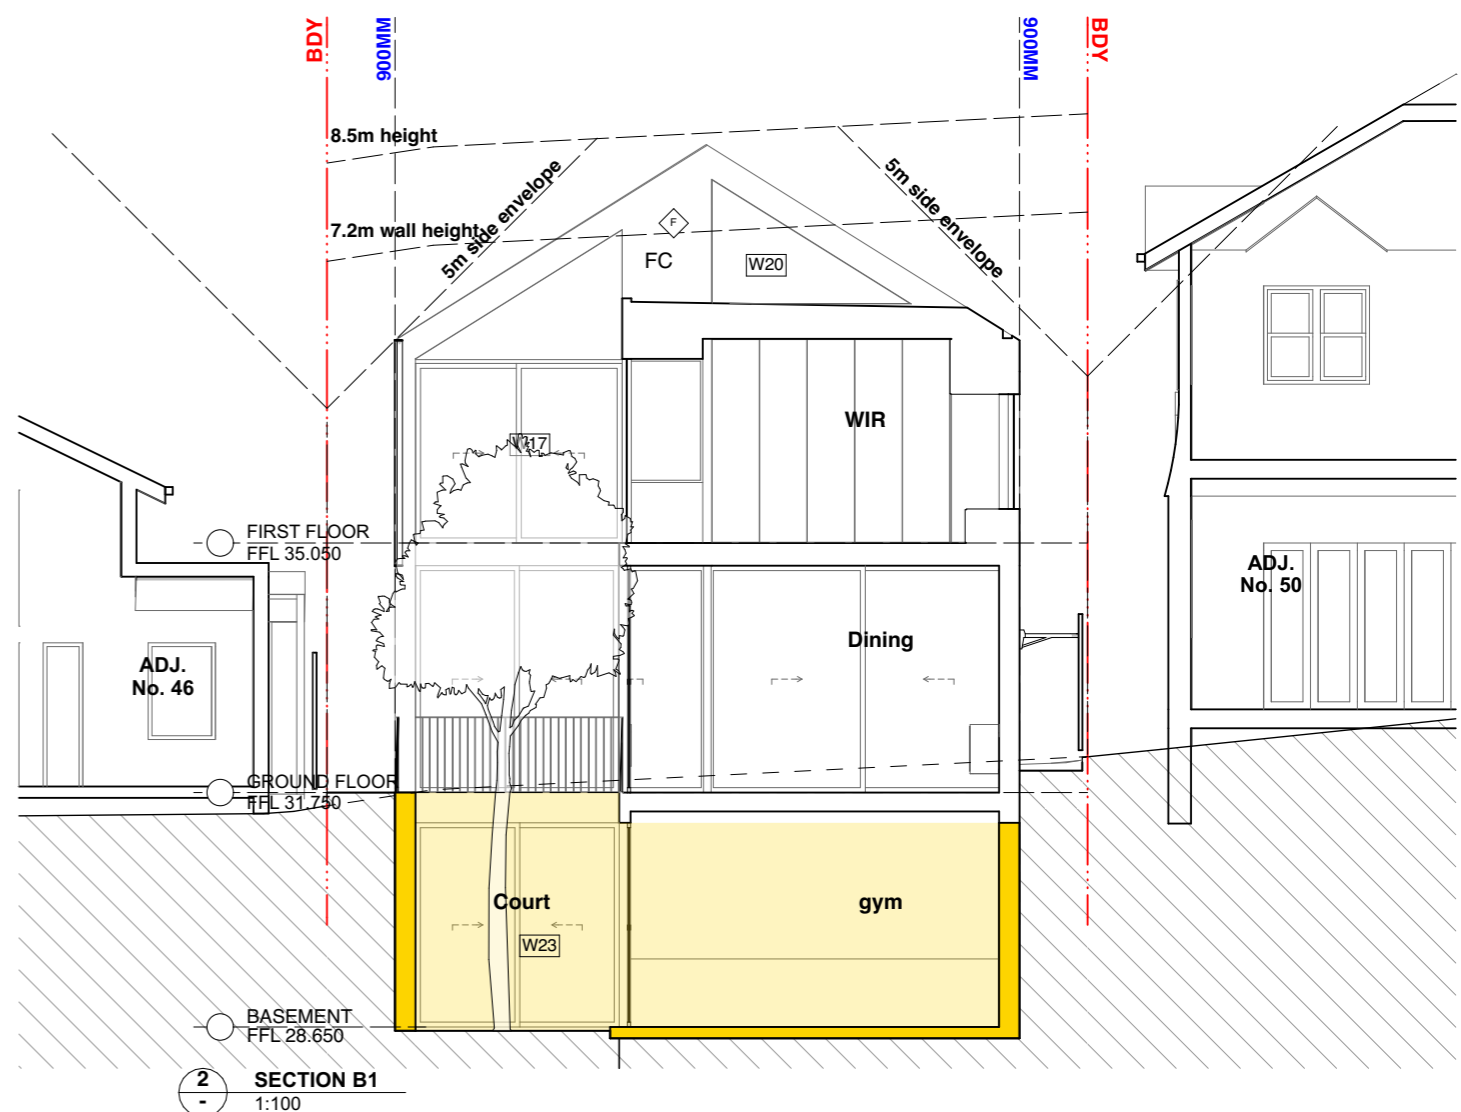 BDY
900MM
900MM
BDY
8.5m height
5m side envelope
5m side envelope
7.2m wall height
F
FC
W20
WIR
W17
FIRST FLOOR
FFL 35.050
ADJ.
No. 50
Dining
ADJ.
No. 46
GROUND FLOOR
FFL 31.750
Court
gym
W23
BASEMENT
FFL 28.650
2
SECTION B1
-
1:100